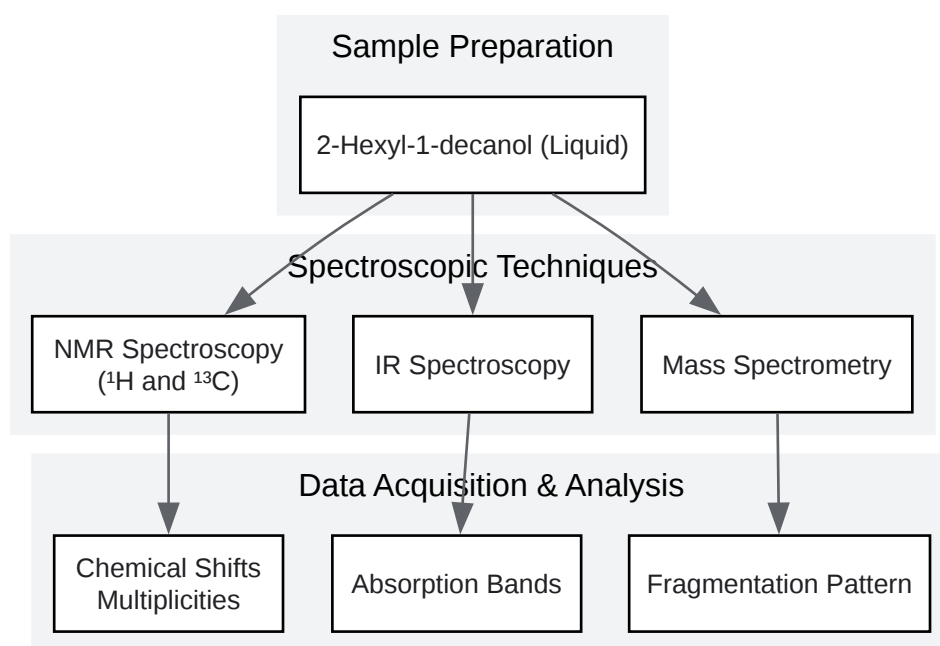 Sample Preparation
2-Hexyl-1-decanol (Liquid)
Spectroscopic Techniques
NMR Spectroscopy
(¹H and ¹³C)
IR Spectroscopy
Mass Spectrometry
Data Acquisition & Analysis
Chemical Shifts
Multiplicities
Absorption Bands
Fragmentation Pattern